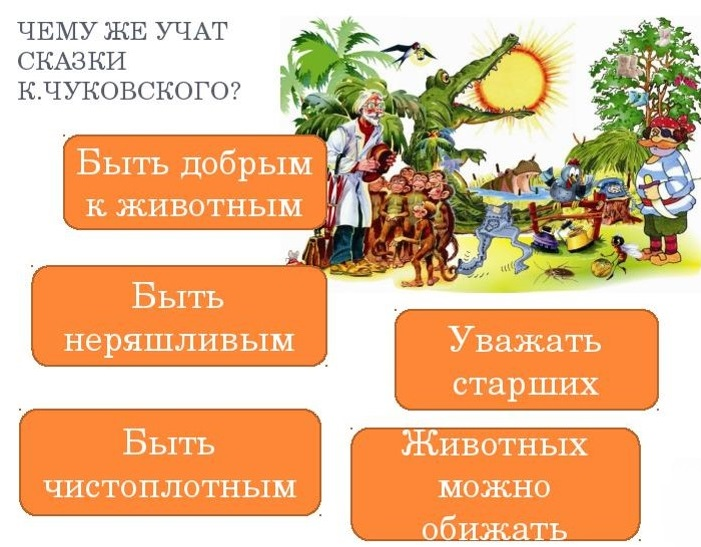 ЧЕМУ ЖЕ УЧАТ
СКАЗКИ
К.ЧУКОВСКОГО?
Быть добрым
к животным
Быть
неряшливым
Уважать
старших
Быть
чистоплотным
Животных
можно
обижать